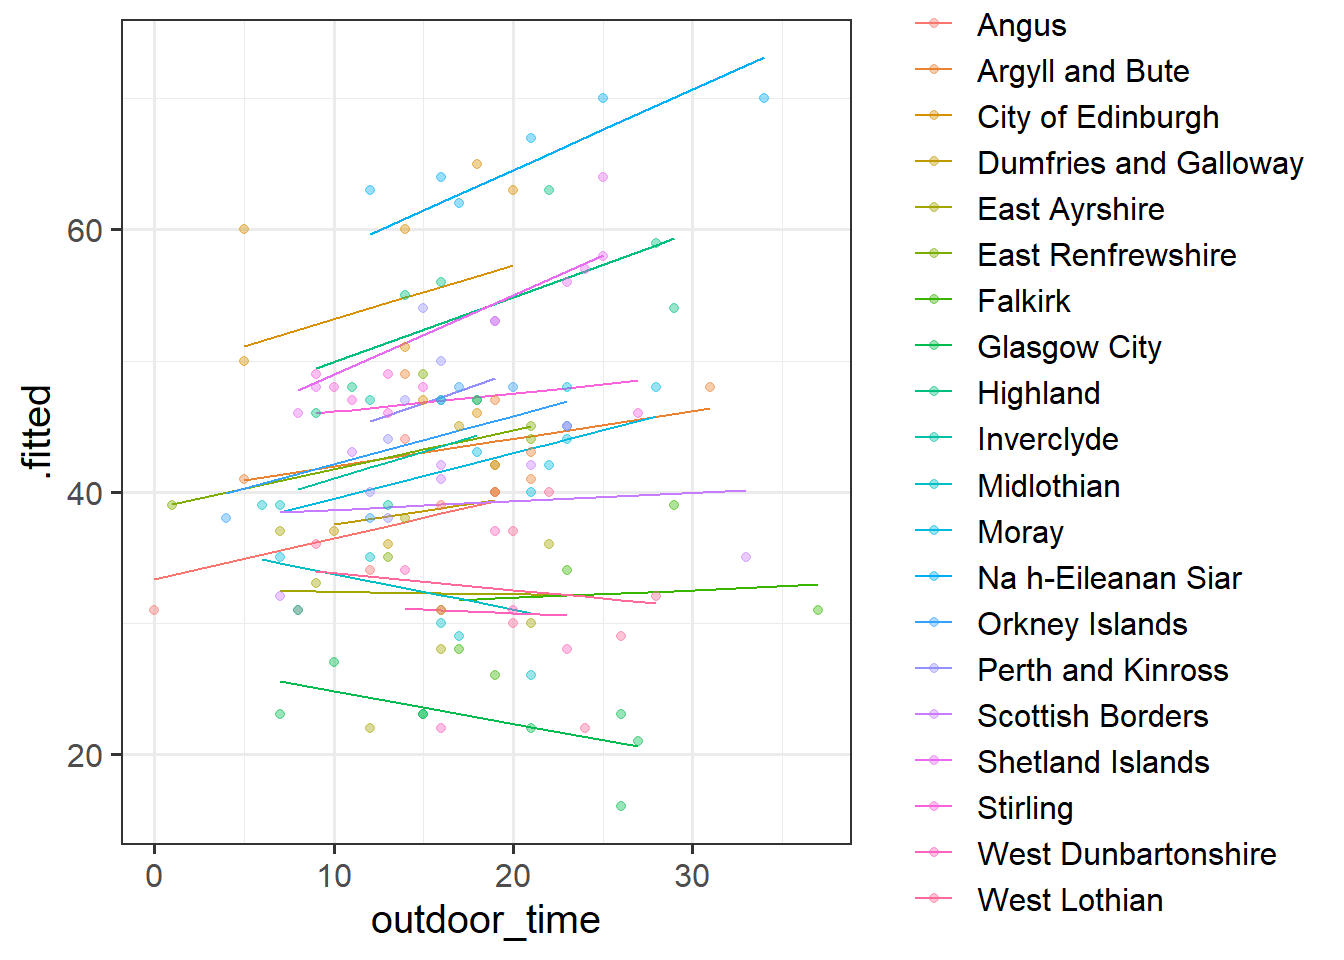 .fitted
60
40
20
0
10
20
30
outdoor_time
Angus
Argyll and Bute
City of Edinburgh
Dumfries and Galloway
East Ayrshire
East Renfrewshire
Falkirk
Glasgow City
Highland
Inverclyde
Midlothian
Moray
Na h-Eileanan Siar
Orkney Islands
Perth and Kinross
Scottish Borders
Shetland Islands
Stirling
West Dunbartonshire
West Lothian